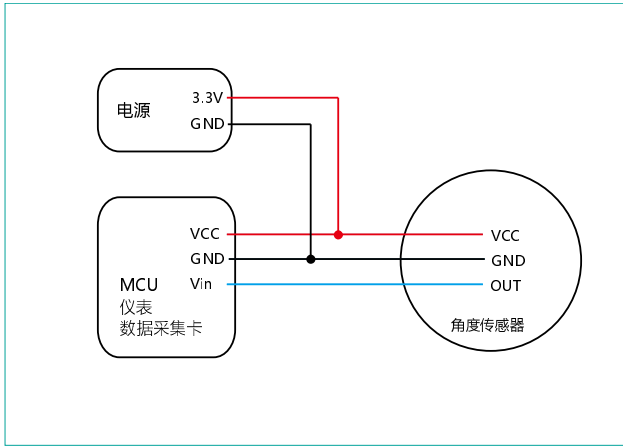 3.3V
电源
GND
VCC
GND
Vin
MCU
仪表
数据采集卡
VCC
GND
OUT
角度传感器